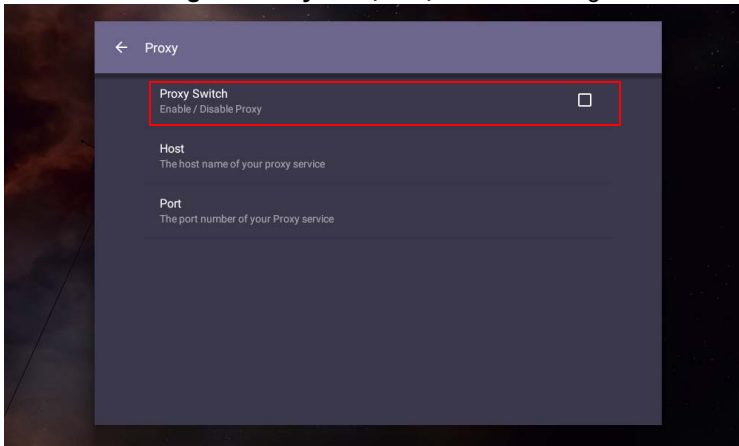 Proxy
Proxy Switch
Enable / Disable Proxy
Host
The host name of your proxy service
Port
The port number of your Proxy service